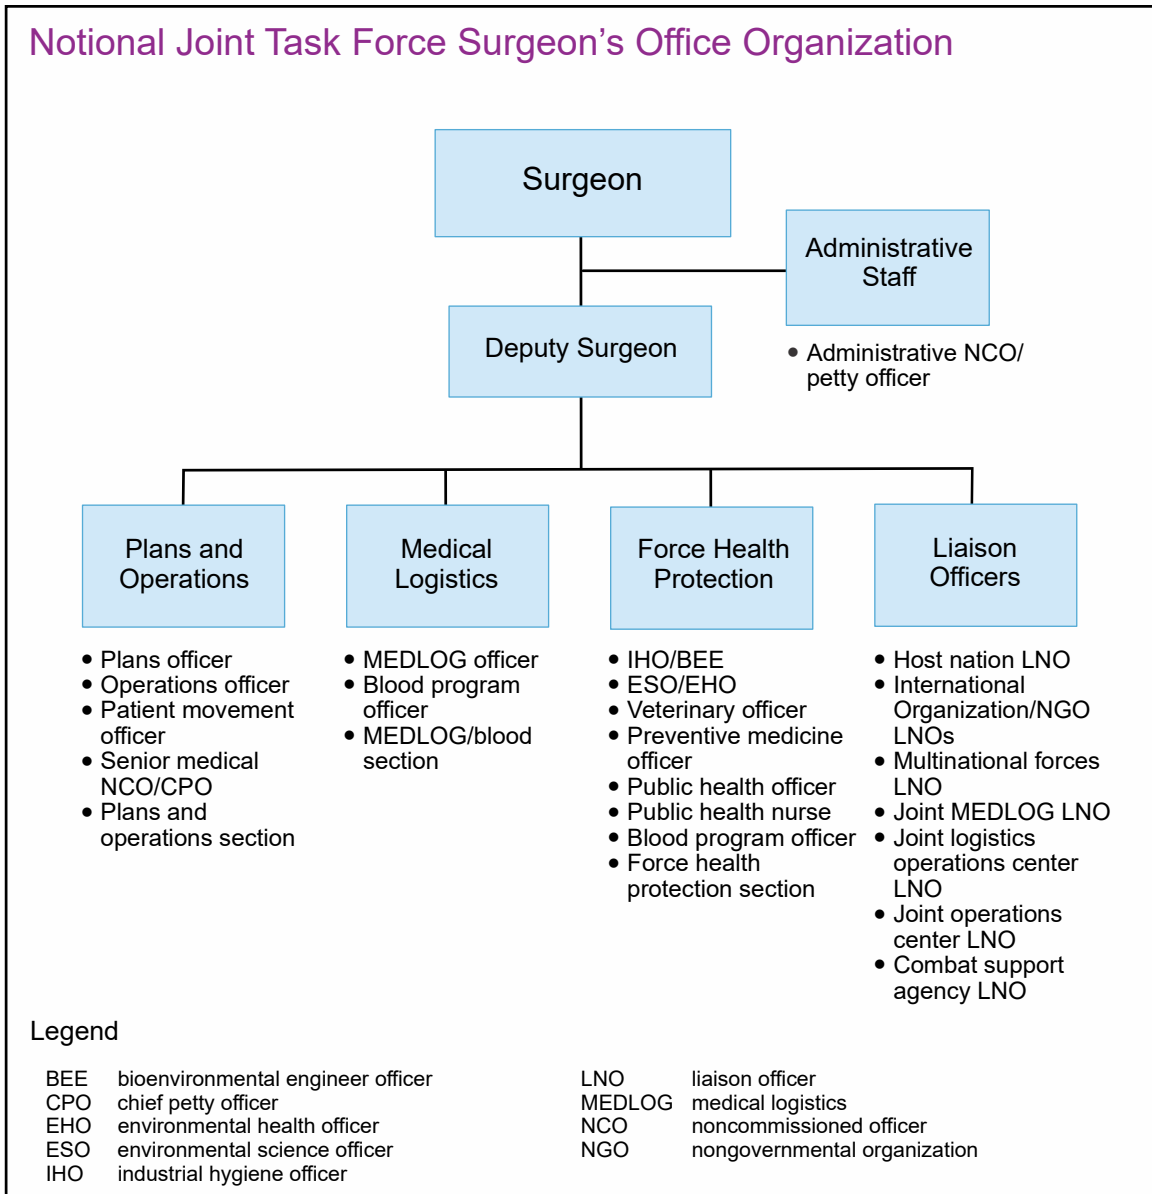 Notional Joint Task Force Surgeon's Office Organization
Surgeon
Administrative
Staff
• Administrative NCO/
petty officer
Deputy Surgeon
Plans and
Operations
• Plans officer
• Operations officer
• Patient movement
officer
• Senior medical
NCO/CPO
• Plans and
operations section
Medical
Logistics
• MEDLOG officer
• Blood program
officer
• MEDLOG/blood
section
Force Health
Protection
• IHO/BEE
• ESO/EHO
• Veterinary officer
• Preventive medicine
officer
• Public health officer
• Public health nurse
• Blood program officer
• Force health
protection section
Liaison
Officers
• Host nation LNO
• International
Organization/NGO
LNOs
• Multinational forces
LNO
• Joint MEDLOG LNO
• Joint logistics
operations center
LNO
• Joint operations
center LNO
• Combat support
agency LNO
Legend
BEE bioenvironmental engineer officer
CPO chief petty officer
EHO environmental health officer
ESO environmental science officer
IHO industrial hygiene officer
LNO liaison officer
MEDLOG medical logistics
NCO noncommissioned officer
NGO nongovernmental organization